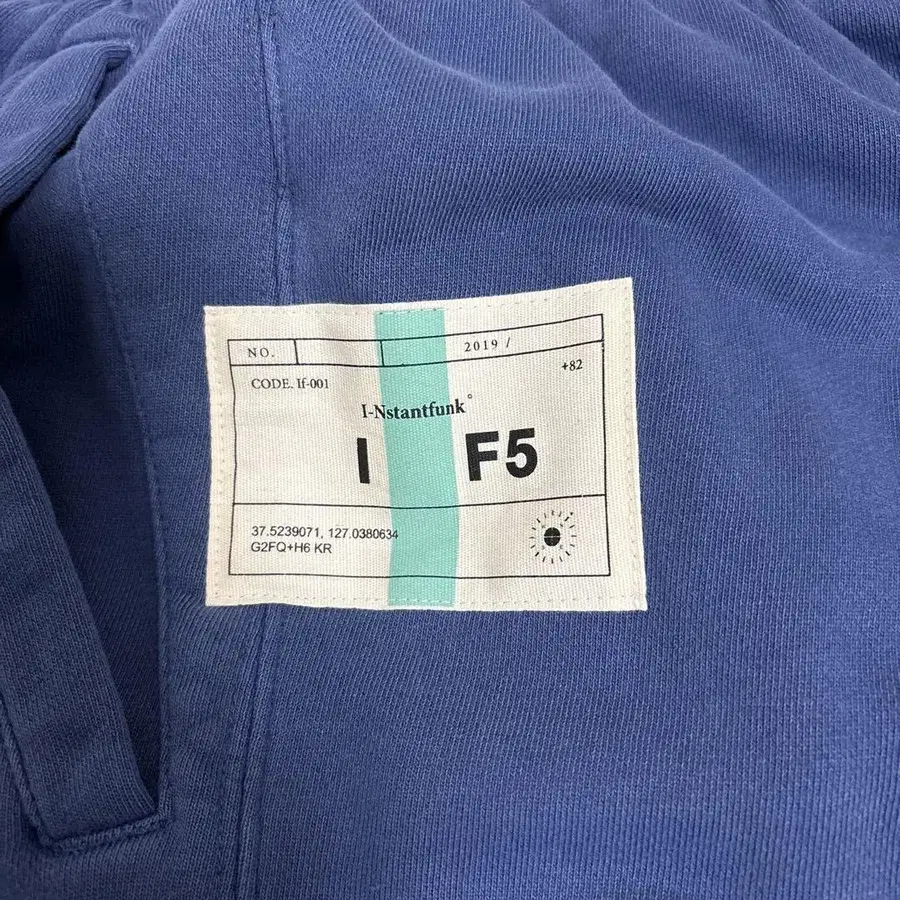 NO.
2019 /
+82
CODE. If-001
I-Nstantfunk°
I F5
37.5239071, 127.0380634
G2FQ+H6 KR